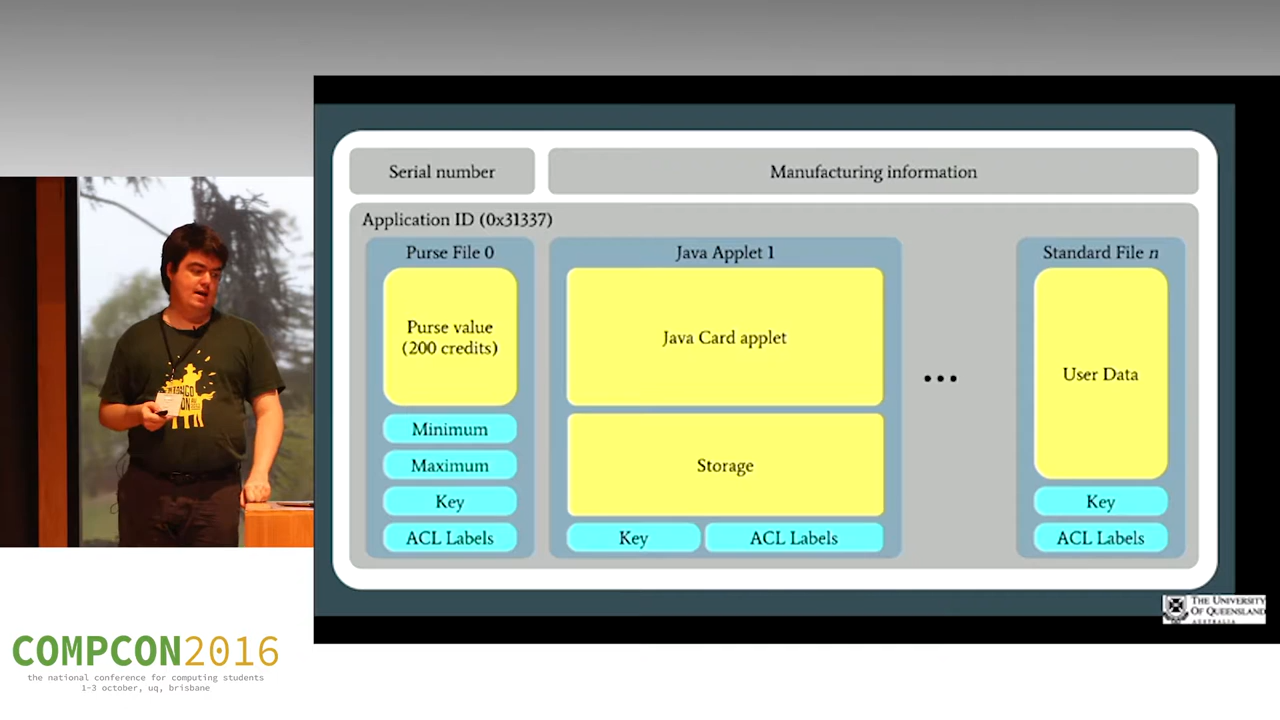 Serial number
Manufacturing information
Application ID (0x31337)
Purse File 0
Purse value
(200 credits)
Minimum
Maximum
Key
ACL Labels
Java Applet 1
Java Card applet
Storage
Key
ACL Labels
...
Standard File n
User Data
Key
ACL Labels
THE UNIVERSITY
OF QUEENSLAND
AUSTRALIA
COMPCON2016
the national conference for computing students
1-3 october, uq, brisbane